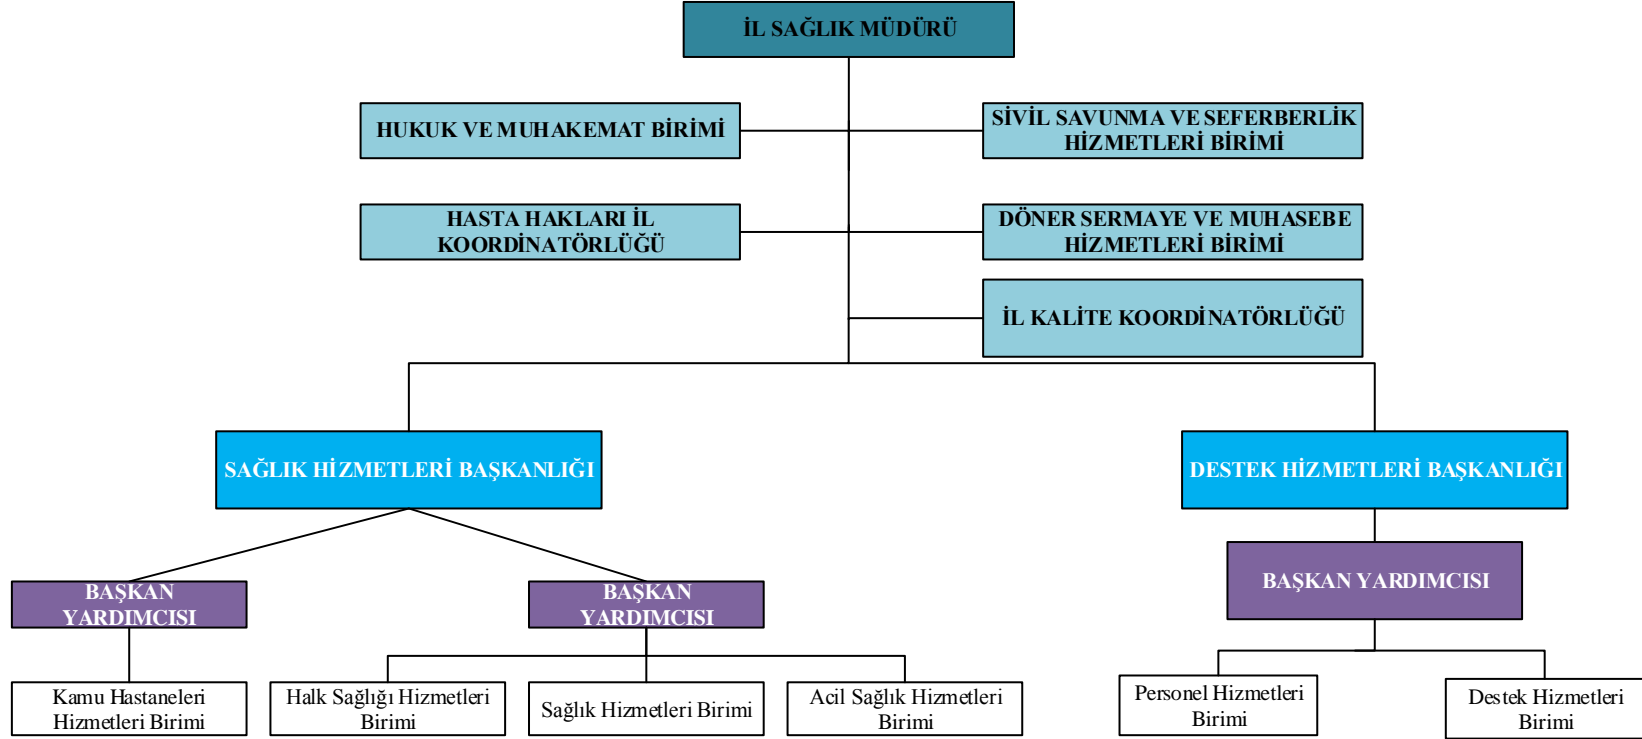 İL SAĞLIK MÜDÜRÜ
HUKUK VE MUHAKEMAT BİRİMİ
SİVİL SAVUNMA VE SEFERBERLİK
HİZMETLERİ BİRİMİ
HASTA HAKLARI İL
KOORDİNATÖRLÜĞÜ
DÖNER SERMAYE VE MUHASEBE
HİZMETLERİ BİRİMİ
İL KALİTE KOORDİNATÖRLÜĞÜ
SAĞLIK HİZMETLERİ BAŞKANLIĞI
DESTEK HİZMETLERİ BAŞKANLIĞI
BAŞKAN
YARDIMCISI
BAŞKAN
YARDIMCISI
BAŞKAN YARDIMCISI
Kamu Hastaneleri
Hizmetleri Birimi
Halk Sağlığı Hizmetleri
Birimi
Sağlık Hizmetleri Birimi
Acil Sağlık Hizmetleri
Birimi
Personel Hizmetleri
Birimi
Destek Hizmetleri
Birimi